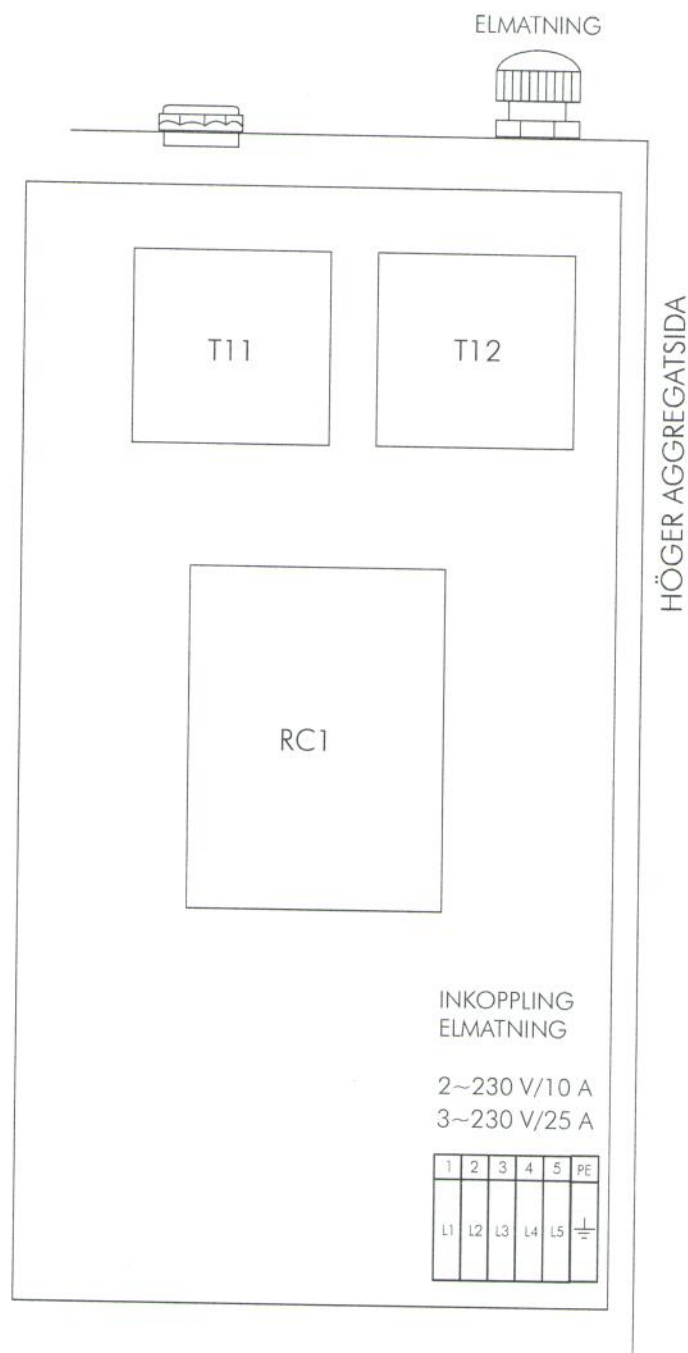 ELMATNING
T11
T12
HÖGER AGGREGATSIDA
RC1
INKOPPLING
ELMATNING
2~230 V/10 A
3~230 V/25 A
1 2 3 4 5 PE
L1 L2 L3 L4 L5